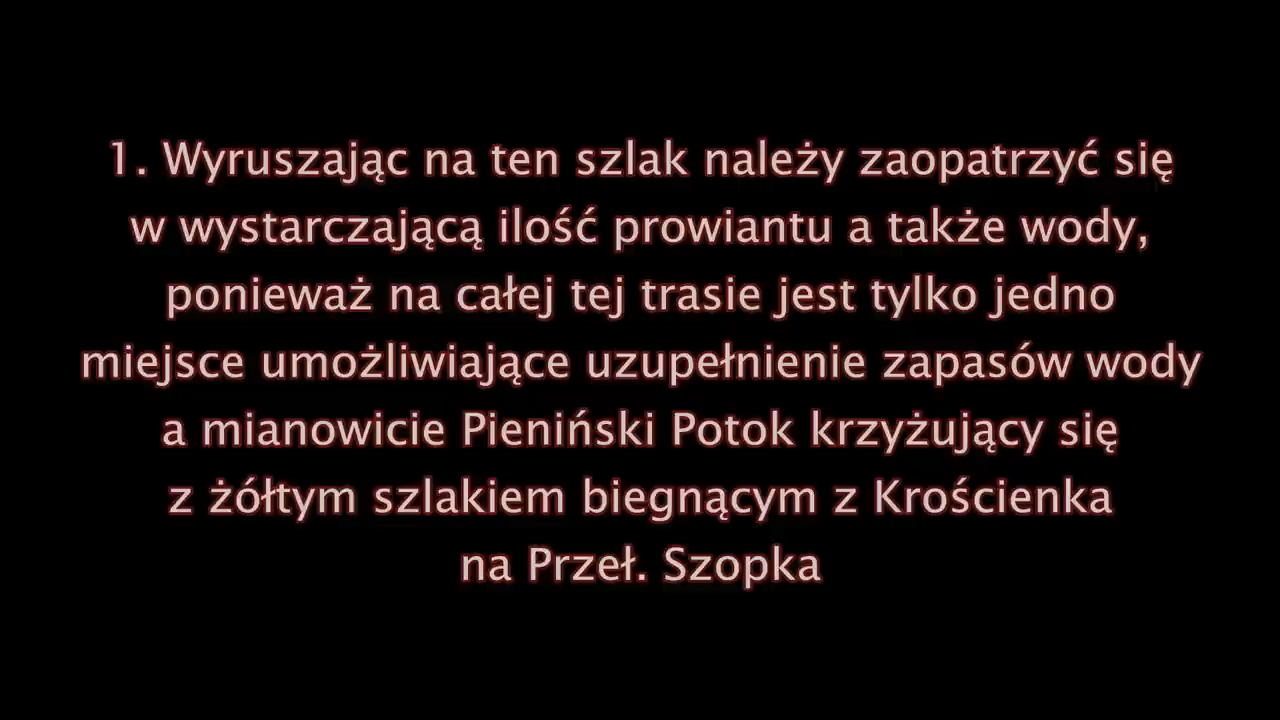 1. Wyruszając na ten szlak należy zaopatrzyć się
w wystarczającą ilość prowiantu a także wody,
ponieważ na całej tej trasie jest tylko jedno
miejsce umożliwiające uzupełnienie zapasów wody
a mianowicie Pieniński Potok krzyżujący się
z żółtym szlakiem biegnącym z Krościenka
na Przeł. Szopka